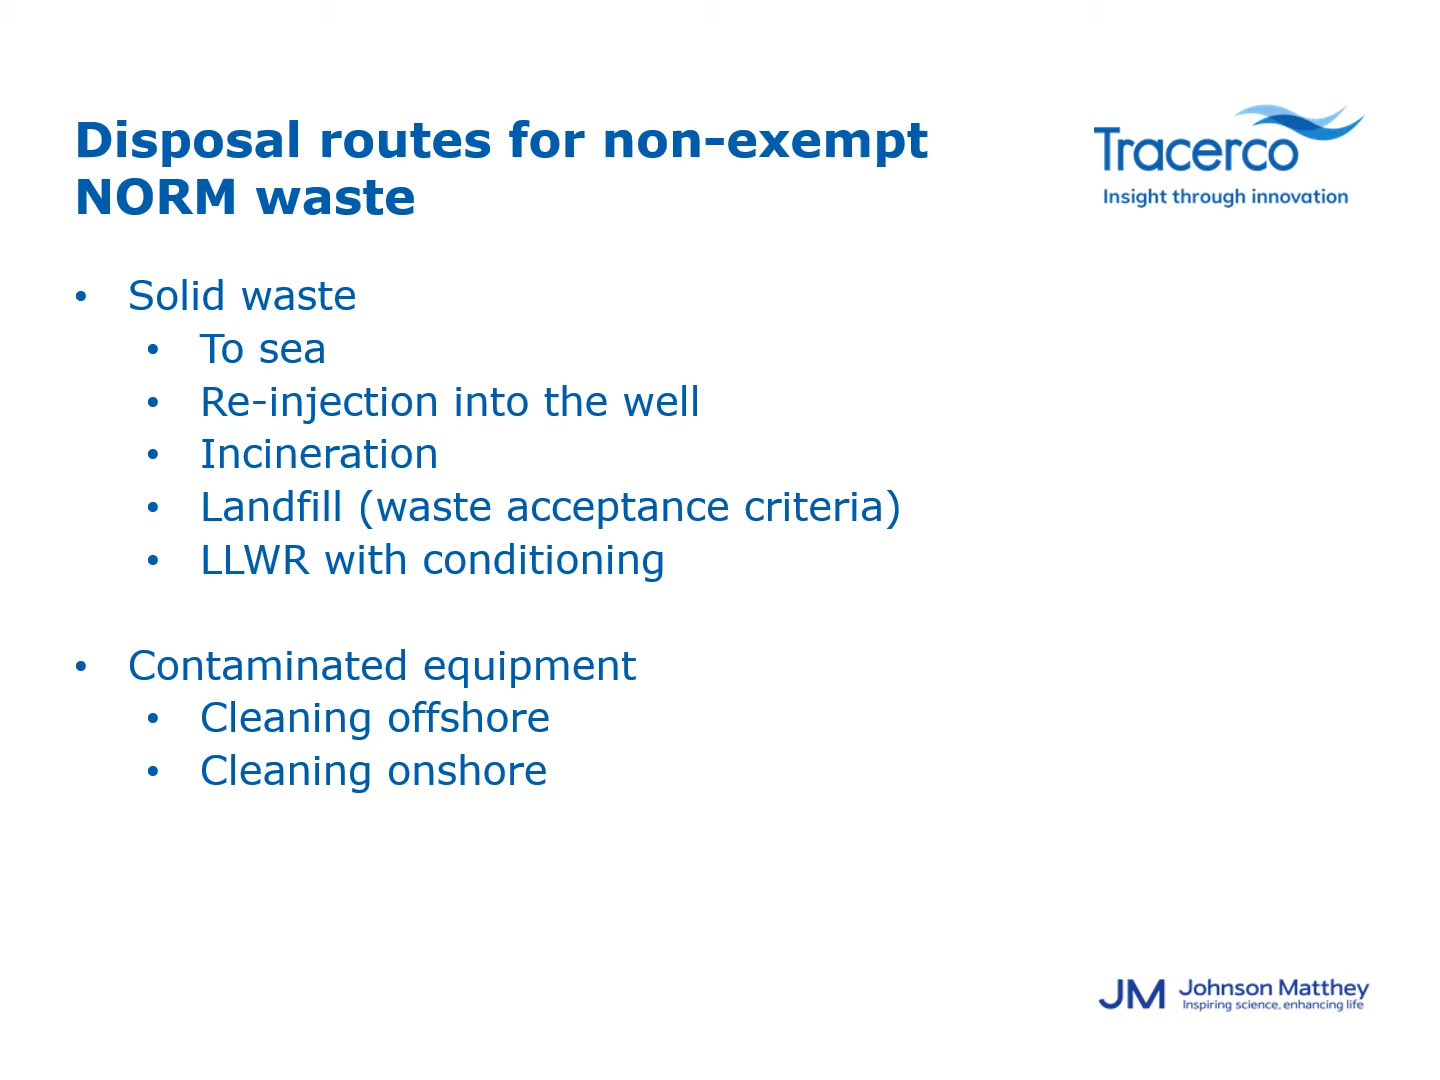 Disposal routes for non-exempt
NORM waste
Tracerco
Insight through innovation
• Solid waste
• To sea
• Re-injection into the well
• Incineration
• Landfill (waste acceptance criteria)
• LLWR with conditioning
• Contaminated equipment
• Cleaning offshore
• Cleaning onshore
JM Johnson Matthey
Inspiring science, enhancing life